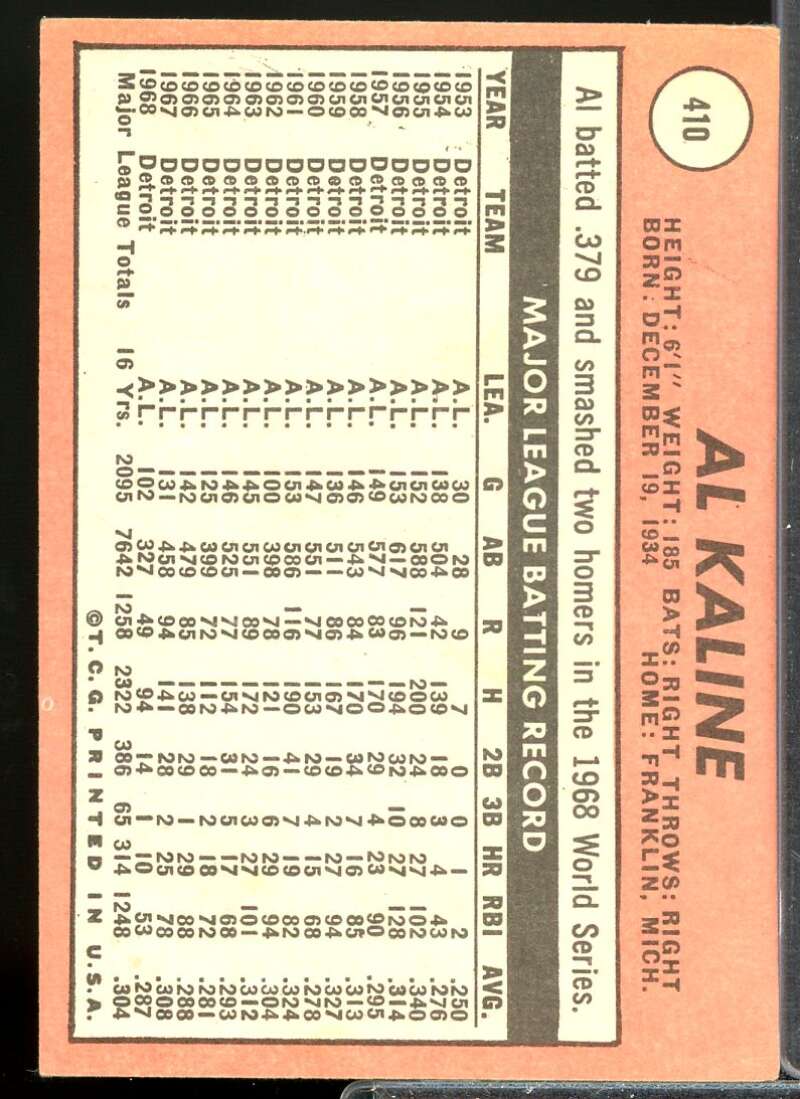 410
AL KALINE
HEIGHT: 6'1" WEIGHT: 185 BATS: RIGHT THROWS: RIGHT
BORN: DECEMBER 19, 1934 HOME: FRANKLIN, MICH.
Al batted .379 and smashed two homers in the 1968 World Series.
MAJOR LEAGUE BATTING RECORD
YEAR TEAM LEA. G AB R H 2B 3B HR RBI AVG.
1953 Detroit A.L. 30 28 9 7 0 0 1 2 .250
1954 Detroit A.L. 138 504 42 139 18 3 4 43 .276
1955 Detroit A.L. 152 588 121 200 24 8 27 102 .340
1956 Detroit A.L. 153 617 96 194 32 10 27 128 .314
1957 Detroit A.L. 149 577 83 170 29 4 23 90 .295
1958 Detroit A.L. 146 543 84 170 34 7 16 85 .313
1959 Detroit A.L. 136 511 86 167 19 2 27 94 .327
1960 Detroit A.L. 147 551 77 153 29 4 15 68 .278
1961 Detroit A.L. 153 586 116 190 41 7 19 82 .324
1962 Detroit A.L. 100 398 78 121 16 6 29 94 .304
1963 Detroit A.L. 145 551 89 172 24 3 27 101 .312
1964 Detroit A.L. 146 525 77 154 31 5 17 68 .293
1965 Detroit A.L. 125 399 72 112 18 2 18 72 .281
1966 Detroit A.L. 142 479 85 138 29 1 29 88 .288
1967 Detroit A.L. 131 458 94 141 28 2 25 78 .308
1968 Detroit A.L. 102 327 49 94 14 1 10 53 .287
Major League Totals 16 Yrs. 2095 7642 1258 2322 386 65 314 1248 .304
©T.C.G. PRINTED IN U.S.A.